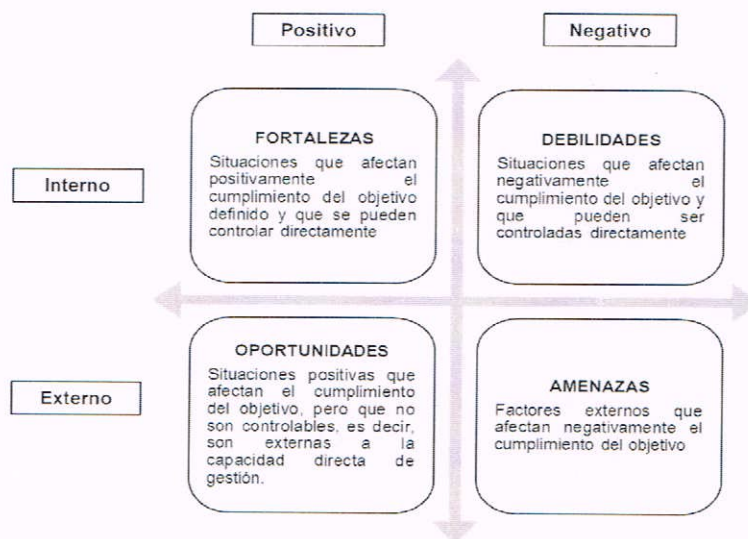 Positivo
Negativo
Interno
FORTALEZAS
Situaciones que afectan
positivamente el
cumplimiento del objetivo
definido y que se pueden
controlar directamente
DEBILIDADES
Situaciones que afectan
negativamente el
cumplimiento del objetivo y
que pueden ser
controladas directamente
Externo
OPORTUNIDADES
Situaciones positivas que
afectan el cumplimiento
del objetivo, pero que no
son controlables, es decir,
son externas a la
capacidad directa de
gestión.
AMENAZAS
Factores externos que
afectan negativamente el
cumplimiento del objetivo